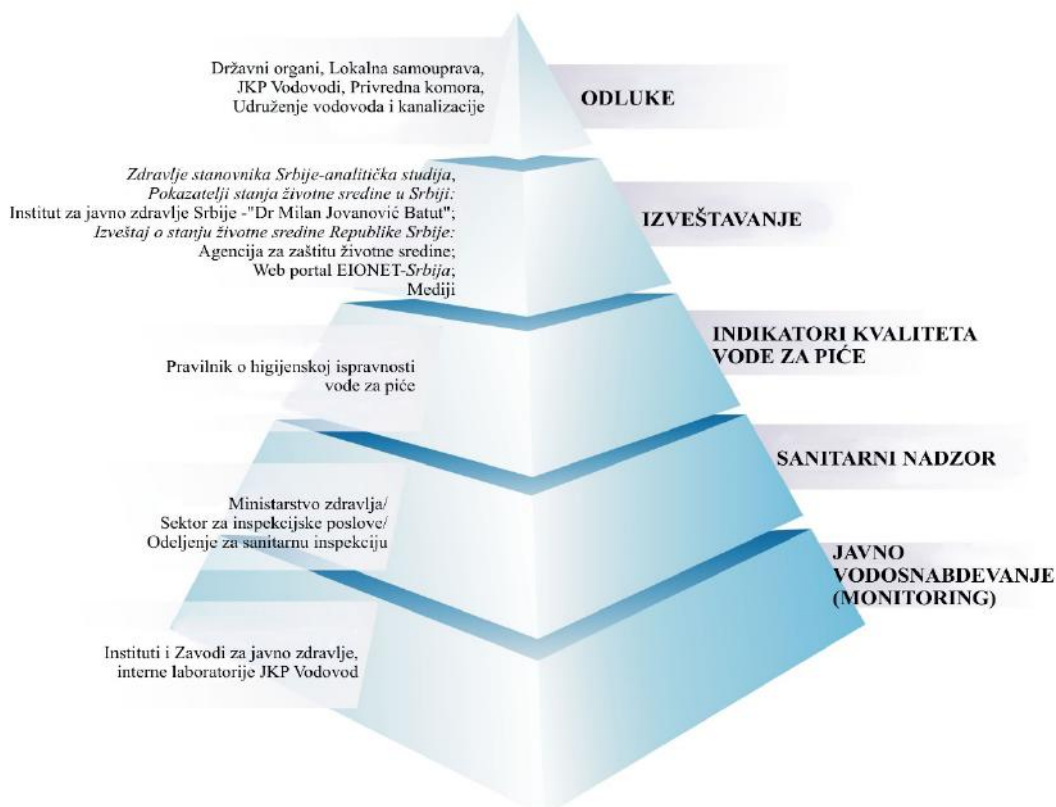 Državni organi, Lokalna samouprava,
JKP Vodovodi, Privredna komora,
Udruženje vodovoda i kanalizacije
ODLUKE
Zdravlje stanovnika Srbije-analitička studija,
Pokazatelji stanja životne sredine u Srbiji:
Institut za javno zdravlje Srbije -"Dr Milan Jovanović Batut";
Izveštaj o stanju životne sredine Republike Srbije:
Agencija za zaštitu životne sredine;
Web portal EIONET-Srbija;
Mediji
IZVEŠTAVANJE
Pravilnik o higijenskoj ispravnosti
vode za piće
INDIKATORI KVALITETA
VODE ZA PIĆE
Ministarstvo zdravlja/
Sektor za inspekcijske poslove/
Odeljenje za sanitarnu inspekciju
SANITARNI NADZOR
Instituti i Zavodi za javno zdravlje,
interne laboratorije JKP Vodovod
JAVNO
VODOSNABDEVANJE
(MONITORING)